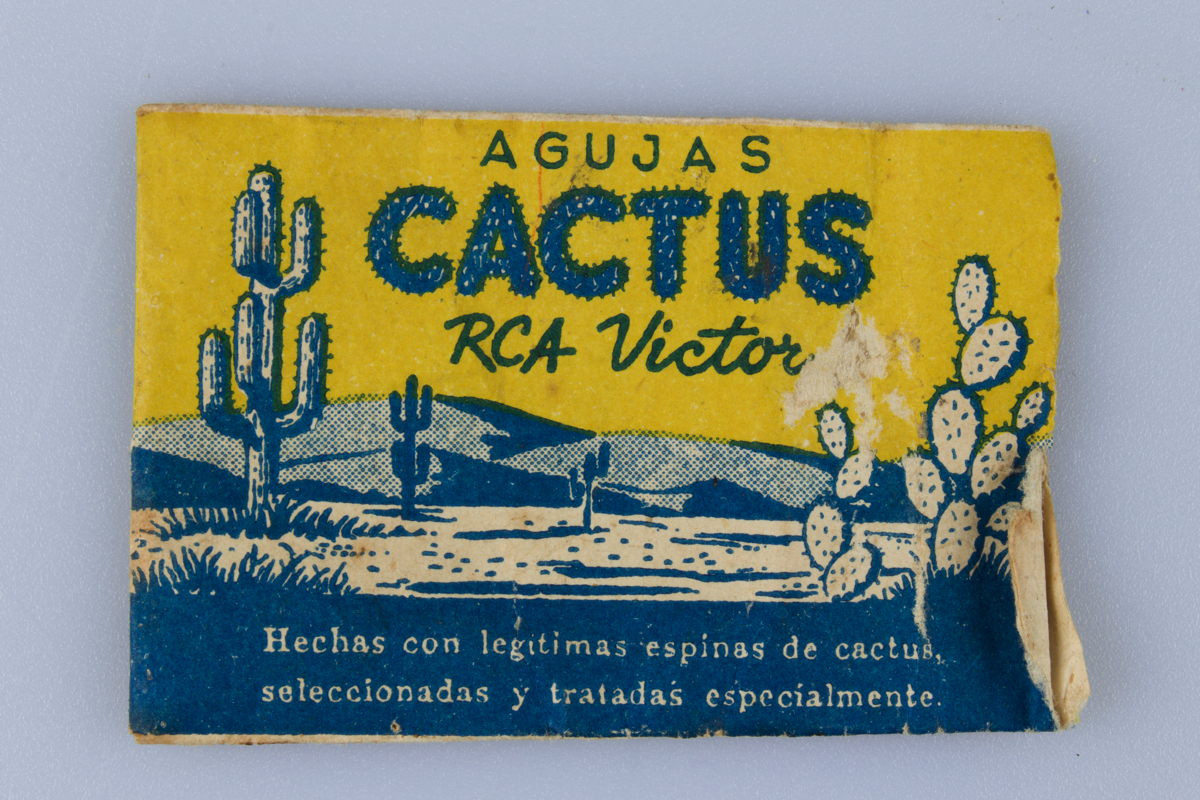 AGUJAS
CACTUS
RCA Victor
Hechas con legitimas espinas de cactus,
seleccionadas y tratadas especialmente.